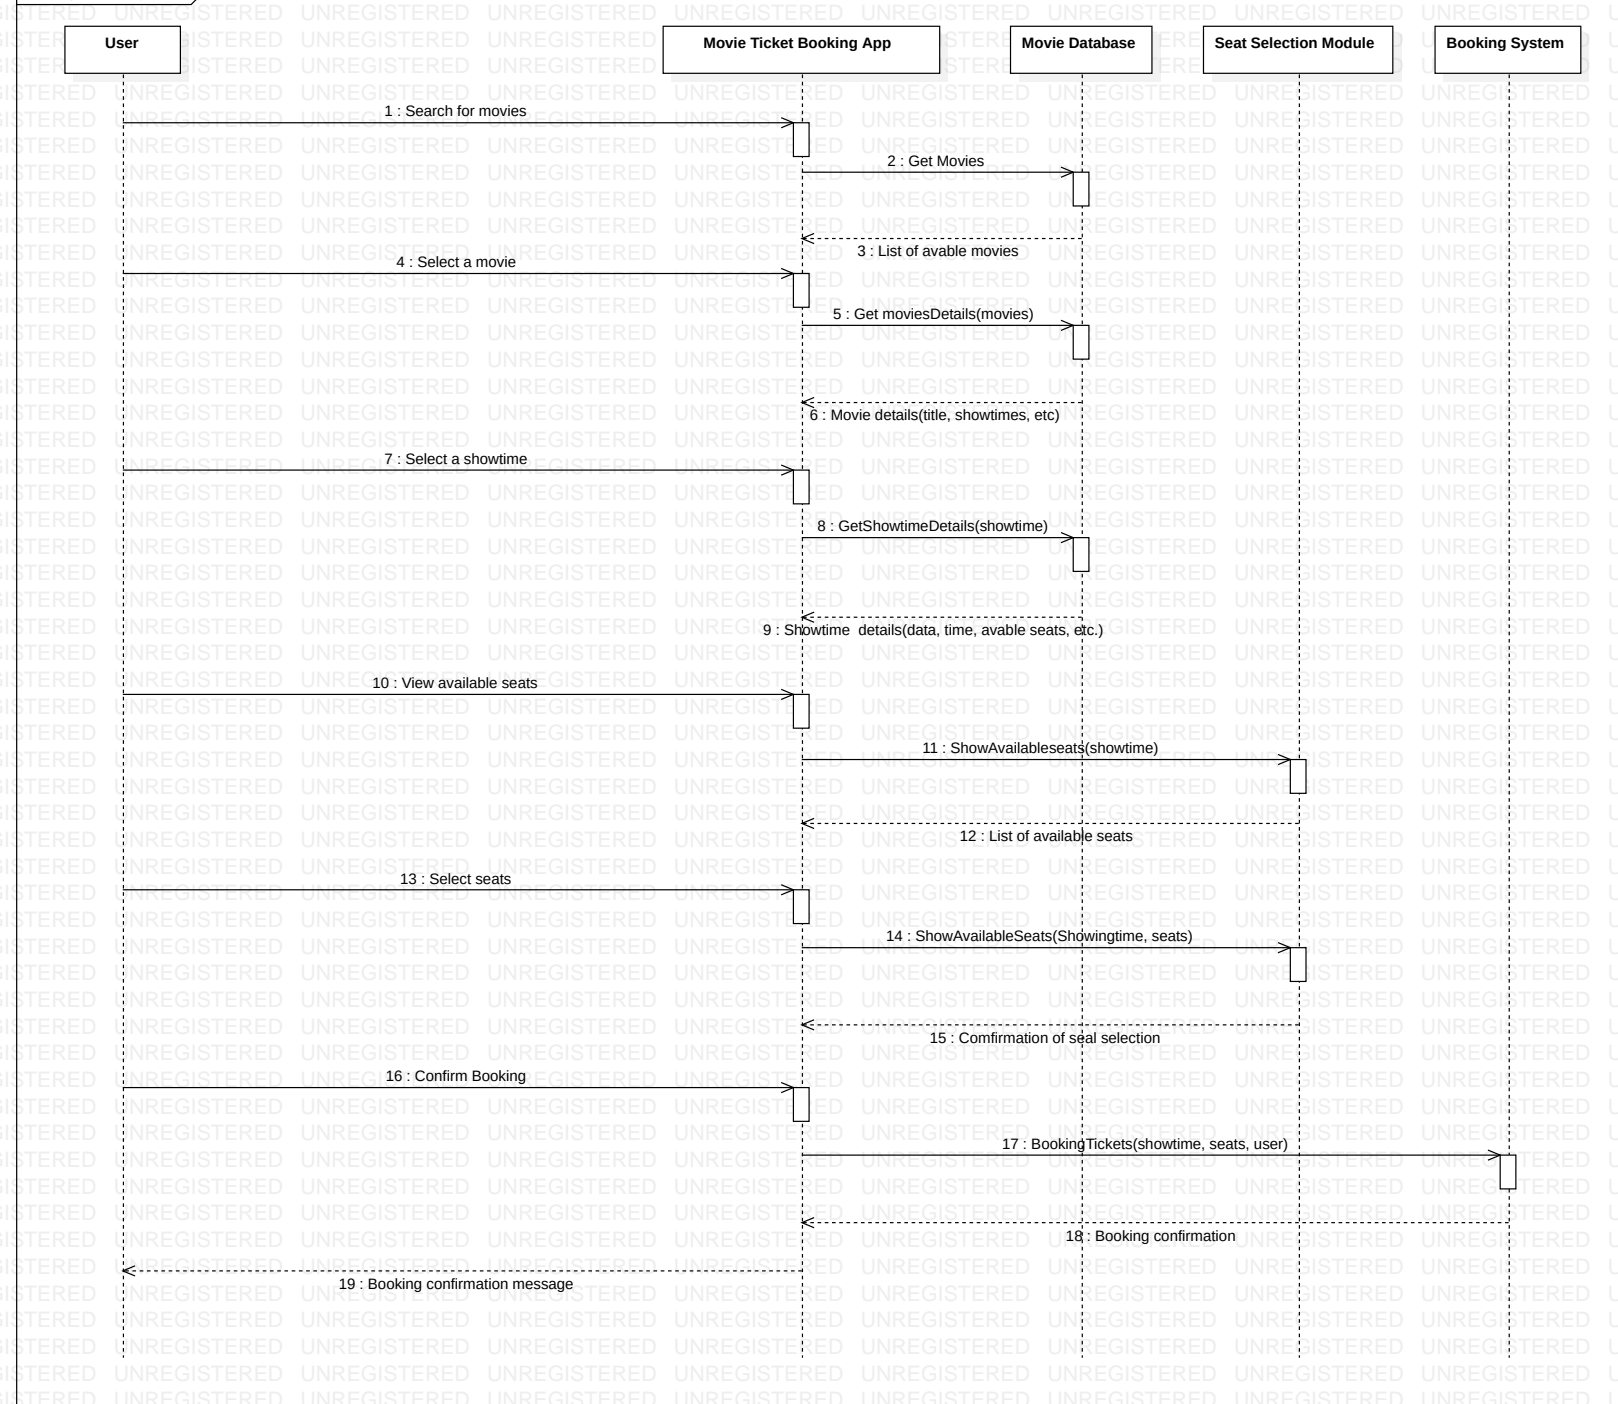 User
Movie Ticket Booking App
Movie Database
Seat Selection Module
Booking System
1 : Search for movies
2 : Get Movies
3 : List of avable movies
4 : Select a movie
5 : Get moviesDetails(movies)
6 : Movie details(title, showtimes, etc)
7 : Select a showtime
8 : GetShowtimeDetails(showtime)
9 : Showtime  details(data, time, avable seats, etc.)
10 : View available seats
11 : ShowAvailableseats(showtime)
12 : List of available seats
13 : Select seats
14 : ShowAvailableSeats(Showingtime, seats)
15 : Comfirmation of seal selection
16 : Confirm Booking
17 : BookingTickets(showtime, seats, user)
18 : Booking confirmation
19 : Booking confirmation message
UNREGISTERED